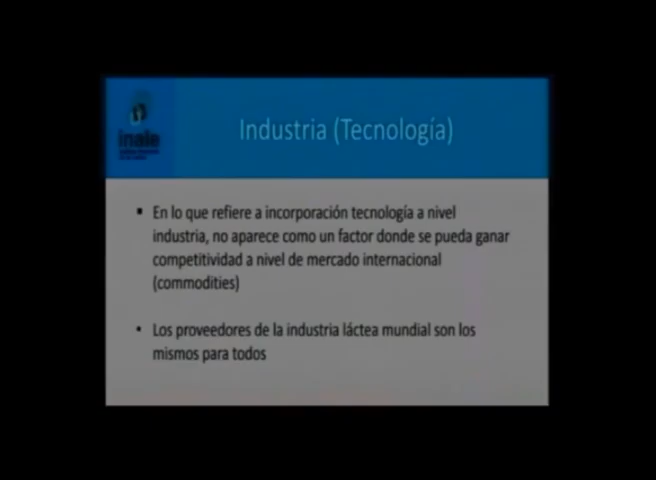 inale
Industria (Tecnología)
▪ En lo que refiere a incorporación tecnología a nivel
industria, no aparece como un factor donde se pueda ganar
competitividad a nivel de mercado internacional
(commodities)
• Los proveedores de la industria láctea mundial son los
mismos para todos